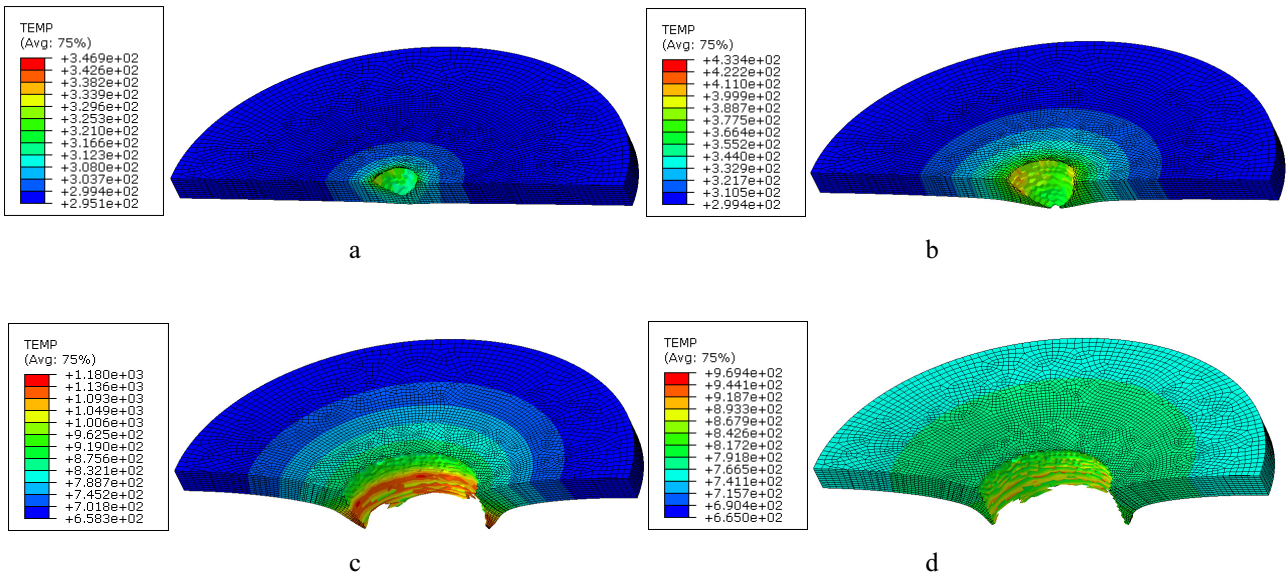 TEMP
(Avg: 75%)
+3.469e+02
+3.426e+02
+3.382e+02
+3.339e+02
+3.296e+02
+3.253e+02
+3.210e+02
+3.166e+02
+3.123e+02
+3.080e+02
+3.037e+02
+2.994e+02
+2.951e+02
a
TEMP
(Avg: 75%)
+4.334e+02
+4.222e+02
+4.110e+02
+3.999e+02
+3.887e+02
+3.775e+02
+3.664e+02
+3.552e+02
+3.440e+02
+3.329e+02
+3.217e+02
+3.105e+02
+2.994e+02
b
TEMP
(Avg: 75%)
+1.180e+03
+1.136e+03
+1.093e+03
+1.049e+03
+1.006e+03
+9.625e+02
+9.190e+02
+8.756e+02
+8.321e+02
+7.887e+02
+7.452e+02
+7.018e+02
+6.583e+02
c
TEMP
(Avg: 75%)
+9.694e+02
+9.441e+02
+9.187e+02
+8.933e+02
+8.679e+02
+8.426e+02
+8.172e+02
+7.918e+02
+7.665e+02
+7.411e+02
+7.157e+02
+6.904e+02
+6.650e+02
d